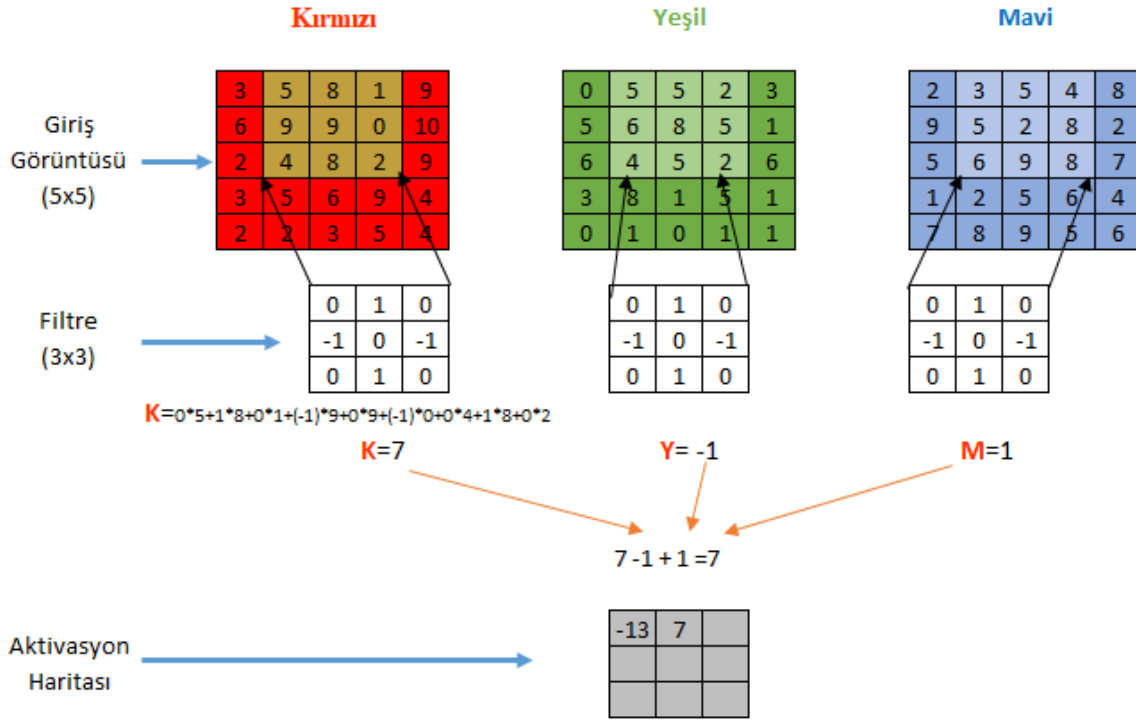 Kırmızı Yeşil Mavi
3 5 8 1 9 0 5 5 2 3 2 3 5 4 8
6 9 9 0 10 5 6 8 5 1 9 5 2 8 2
2 4 8 2 9 6 4 5 2 6 5 6 9 8 7
3 5 6 9 4 3 8 1 5 1 1 2 5 6 4
2 2 3 5 4 0 1 0 1 1 7 8 9 5 6
Giriş
Görüntüsü
(5x5)
0 1 0 0 1 0 0 1 0
-1 0 -1 -1 0 -1 -1 0 -1
0 1 0 0 1 0 0 1 0
Filtre
(3x3)
K=0*5+1*8+0*1+(-1)*9+0*9+(-1)*0+0*4+1*8+0*2
K=7 Y= -1 M=1
7 -1 + 1 =7
-13 7
Aktivasyon
Haritası